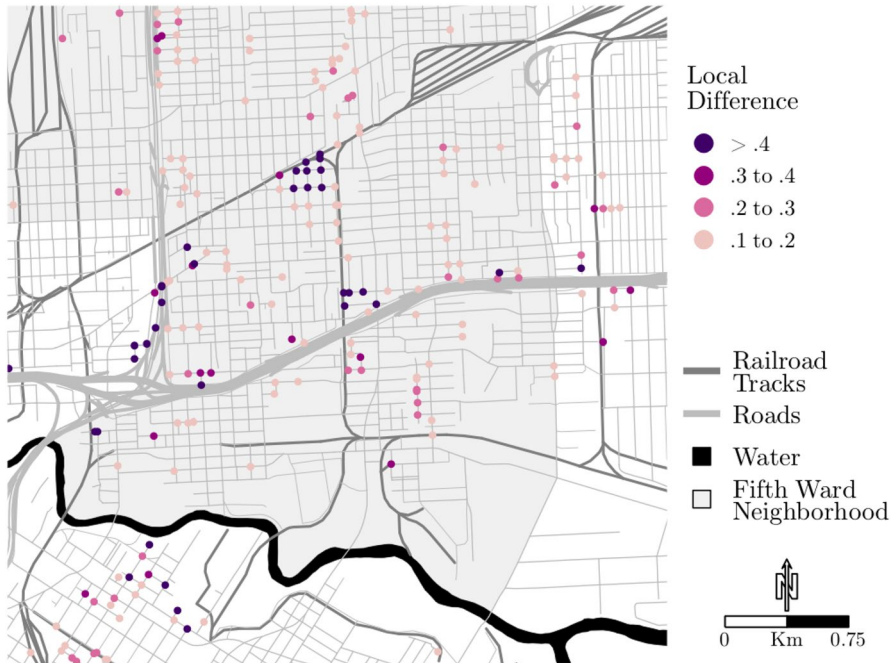 Local
Difference
> .4
.3 to .4
.2 to .3
.1 to .2
Railroad
Tracks
Roads
Water
Fifth Ward
Neighborhood
N
0 Km 0.75